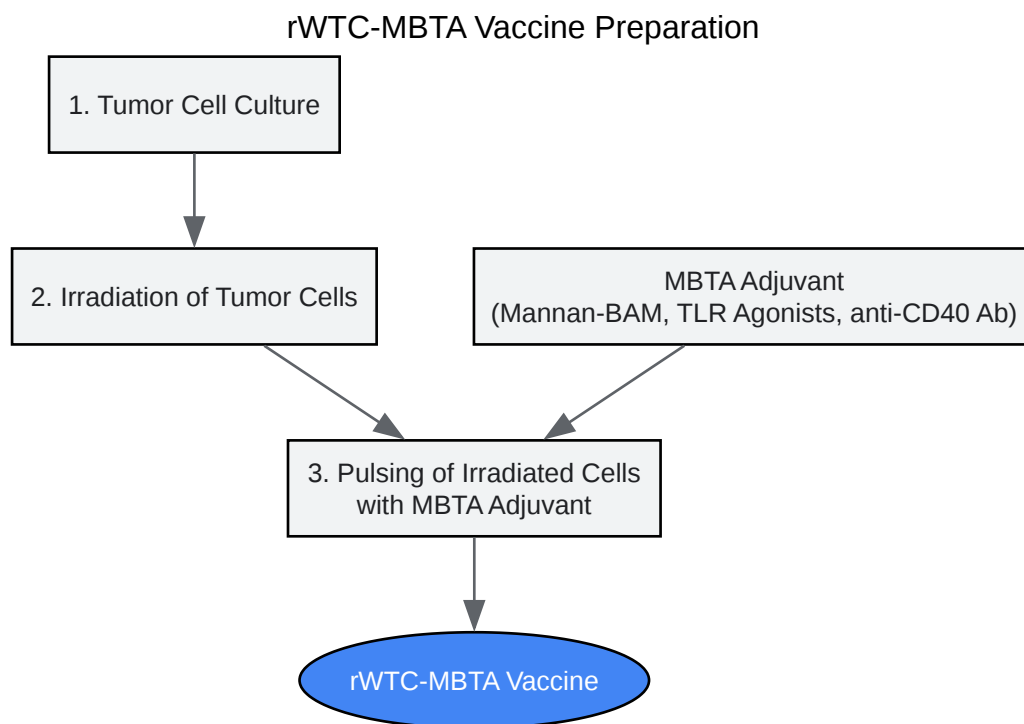 rWTC-MBTA Vaccine Preparation
1. Tumor Cell Culture
2. Irradiation of Tumor Cells
MBTA Adjuvant
(Mannan-BAM, TLR Agonists, anti-CD40 Ab)
3. Pulsing of Irradiated Cells
with MBTA Adjuvant
rWTC-MBTA Vaccine